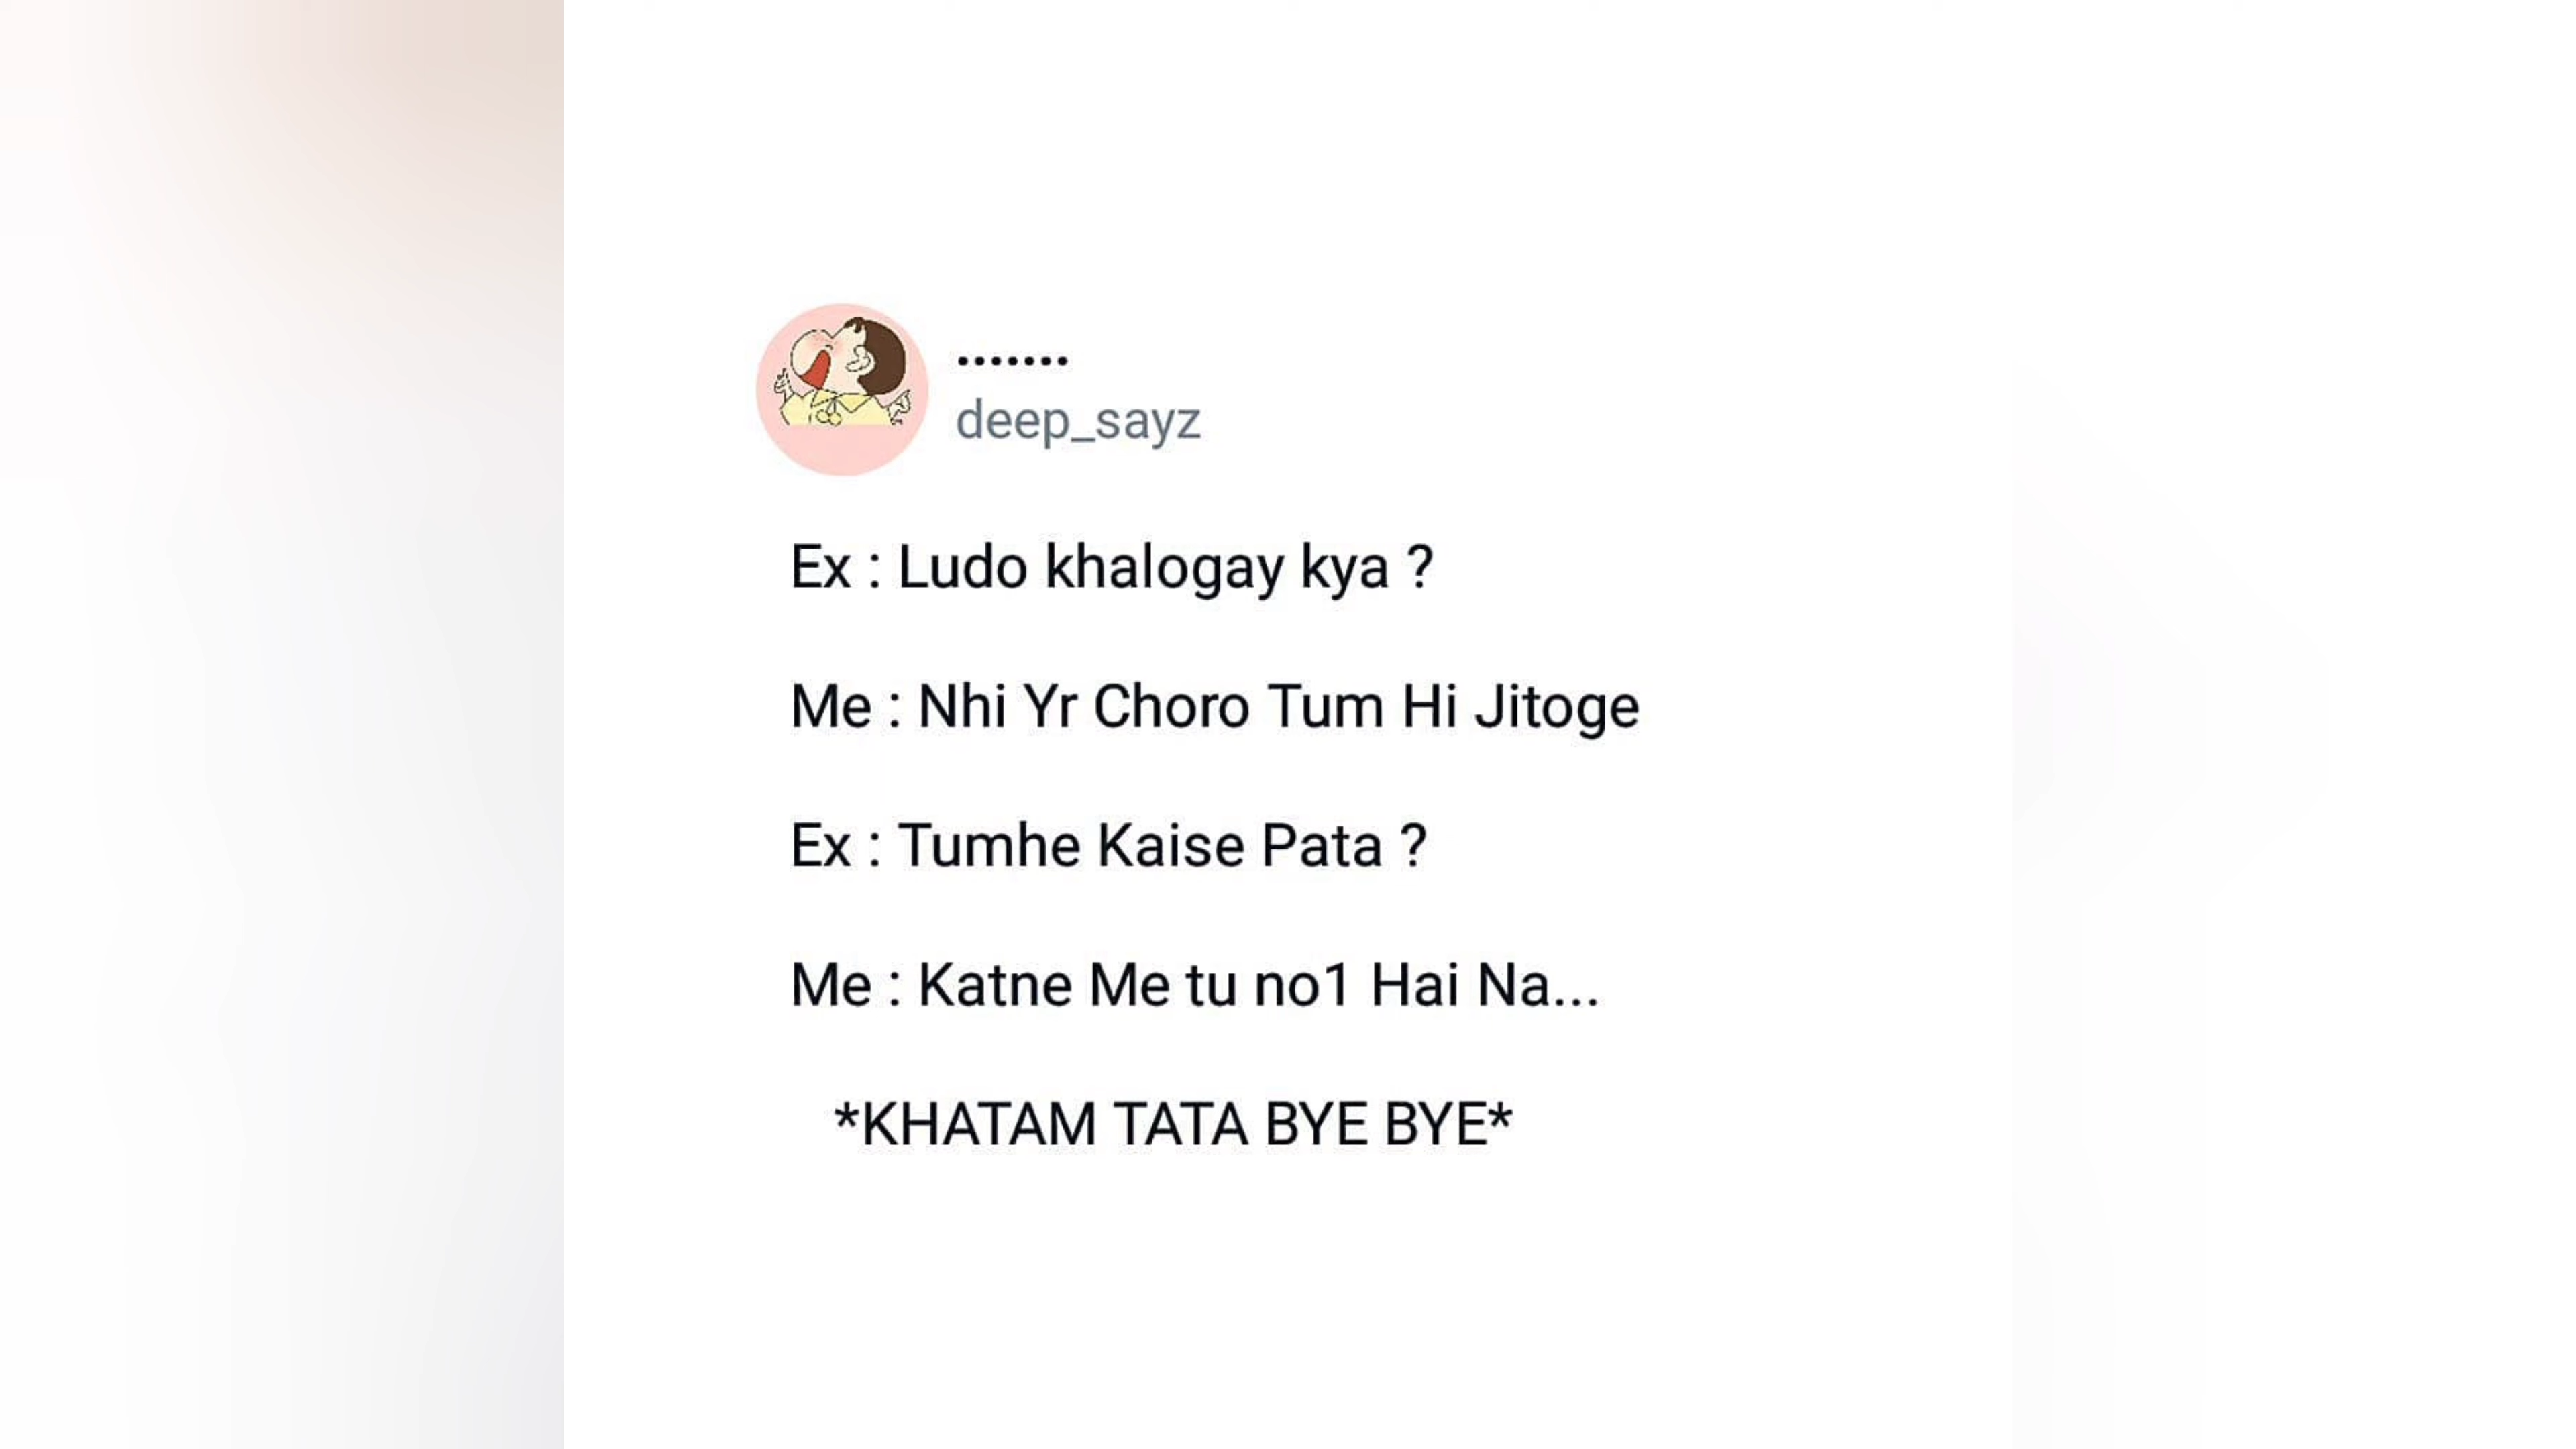 .......
deep_sayz
Ex : Ludo khalogay kya ?
Me : Nhi Yr Choro Tum Hi Jitoge
Ex : Tumhe Kaise Pata ?
Me : Katne Me tu no1 Hai Na...
*KHATAM TATA BYE BYE*